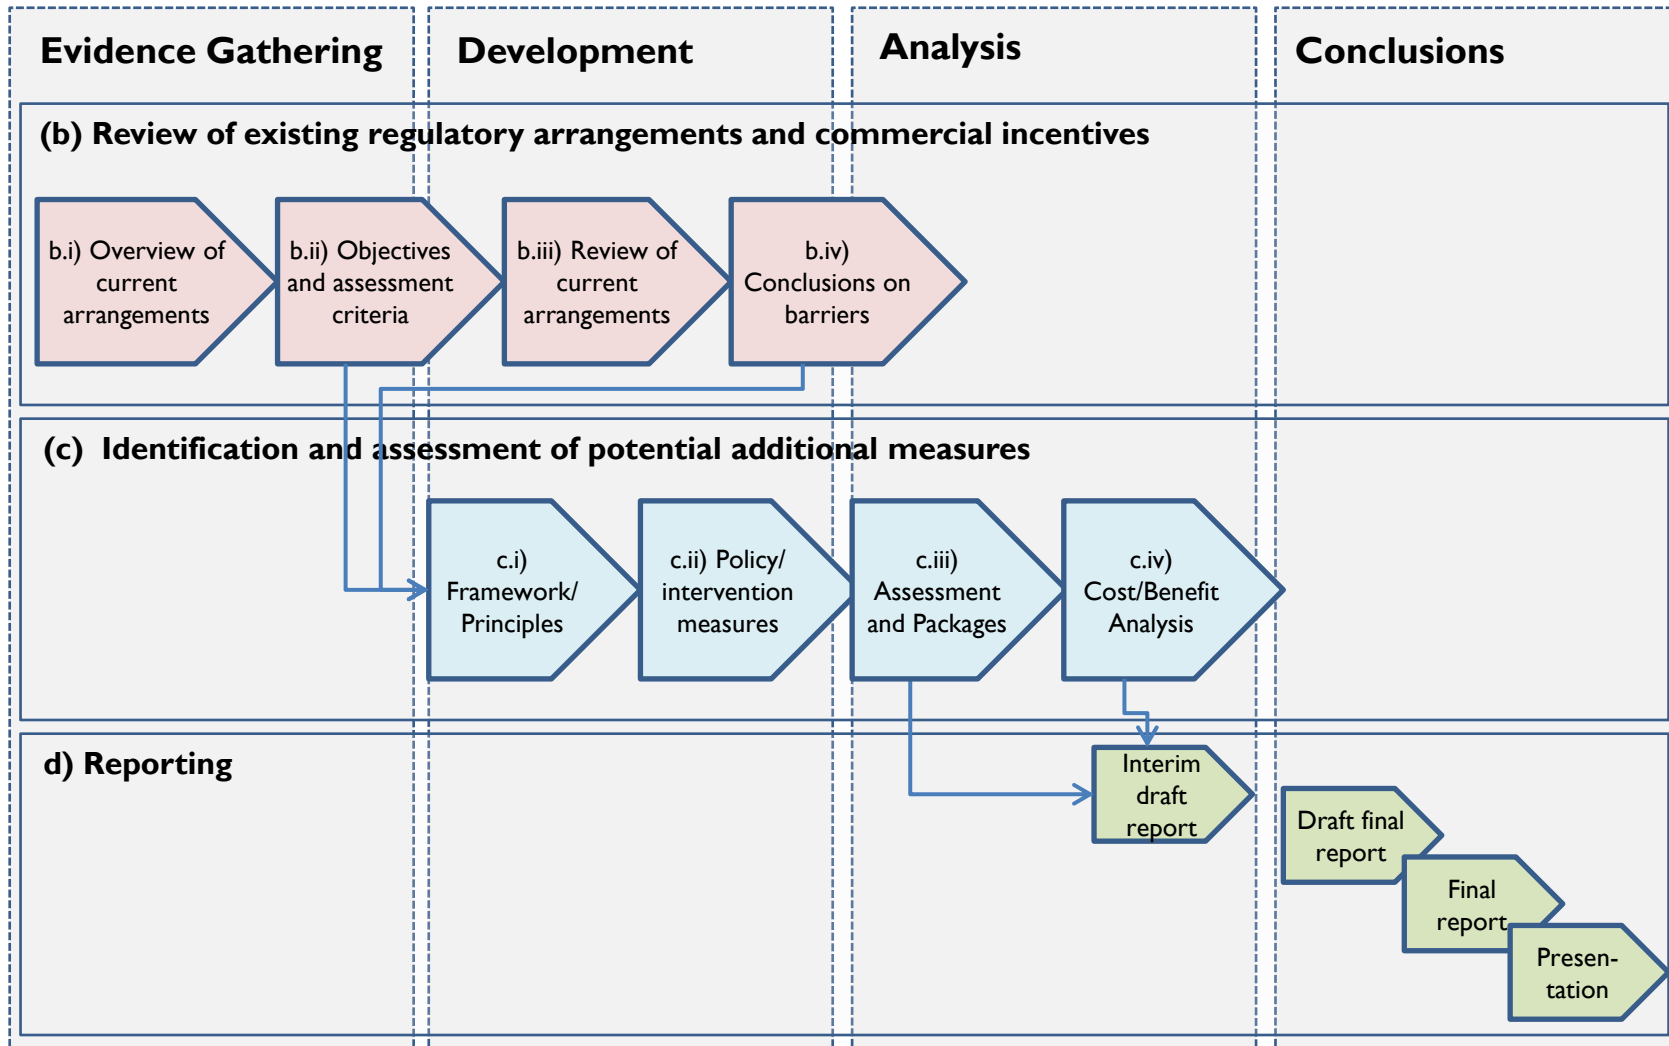 Evidence Gathering
Development
Analysis
Conclusions
(b) Review of existing regulatory arrangements and commercial incentives
b.i) Overview of
current
arrangements
b.ii) Objectives
and assessment
criteria
b.iii) Review of
current
arrangements
b.iv)
Conclusions on
barriers
(c) Identification and assessment of potential additional measures
c.i)
Framework/
Principles
c.ii) Policy/
intervention
measures
c.iii)
Assessment
and Packages
c.iv)
Cost/Benefit
Analysis
d) Reporting
Interim
draft
report
Draft final
report
Final
report
Presen-
tation